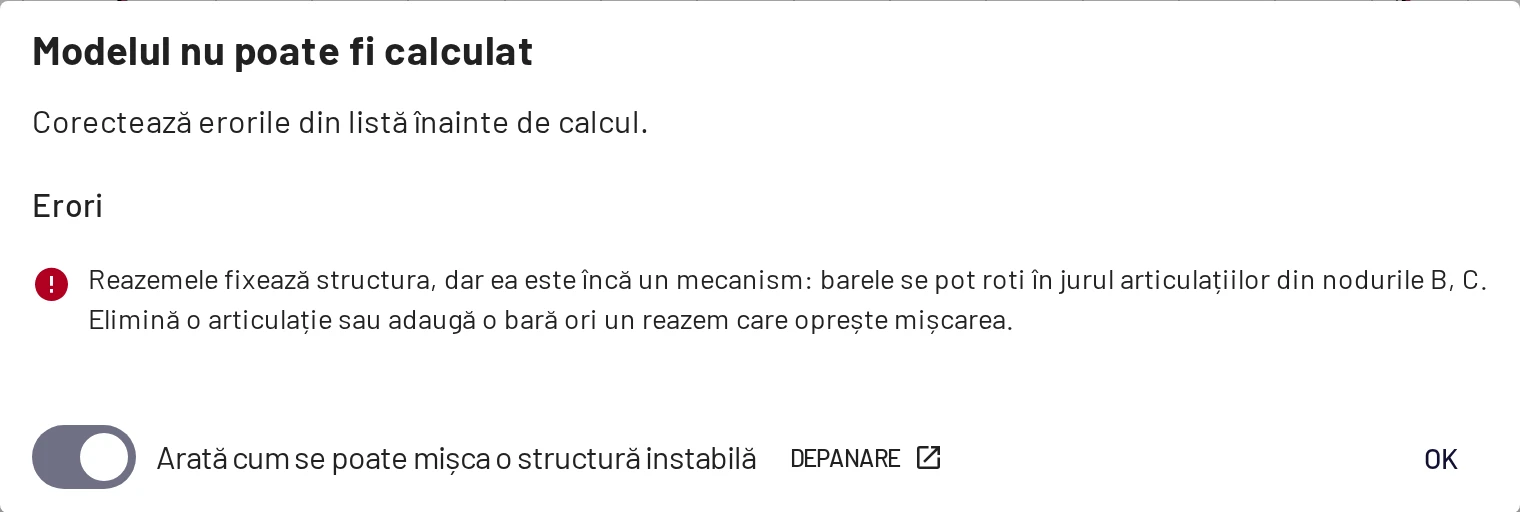 Modelul nu poate fi calculat
Corectează erorile din listă înainte de calcul.
Erori
Reazemele fixează structura, dar ea este încă un mecanism: barele se pot roti în jurul articulațiilor din nodurile B, C.
Elimină o articulație sau adaugă o bară ori un reazem care oprește mișcarea.
Arată cum se poate mișca o structură instabilă DEPANARE OK